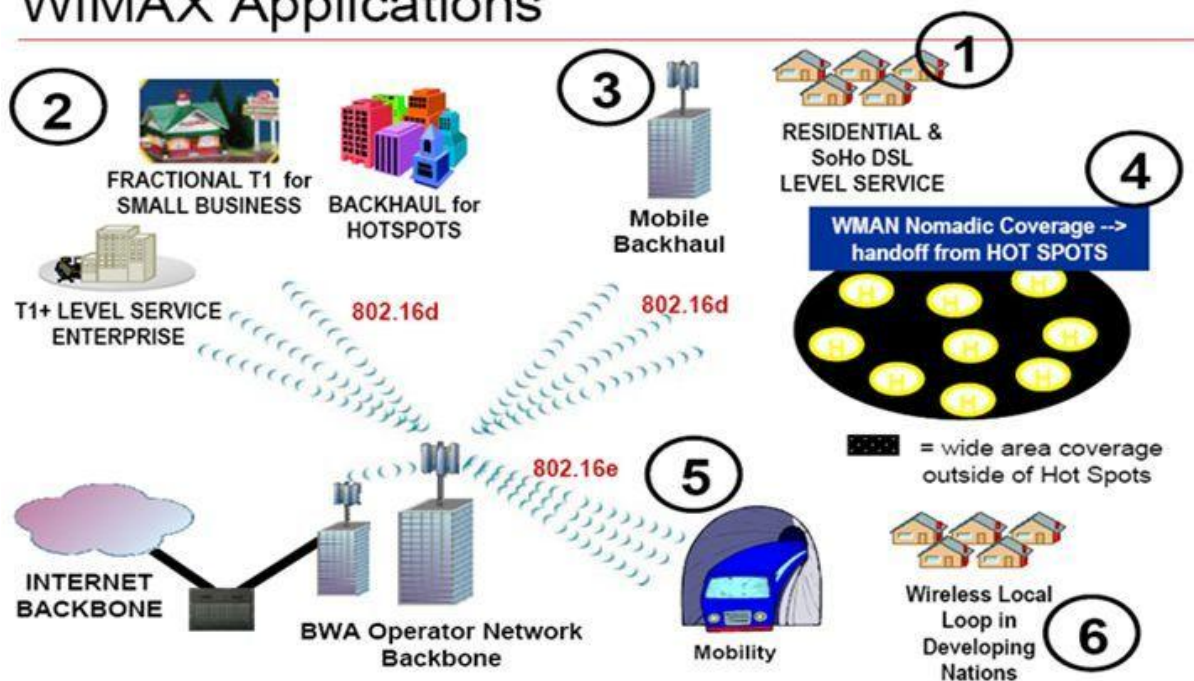 WiMAX Applications
1
2
3
4
5
6
FRACTIONAL T1 for
SMALL BUSINESS
BACKHAUL for
HOTSPOTS
Mobile
Backhaul
RESIDENTIAL &
SoHo DSL
LEVEL SERVICE
WMAN Nomadic Coverage -->
handoff from HOT SPOTS
T1+ LEVEL SERVICE
ENTERPRISE
802.16d
802.16d
H
H
H
H
H
H
H
H
H
= wide area coverage
outside of Hot Spots
802.16e
INTERNET
BACKBONE
BWA Operator Network
Backbone
Mobility
Wireless Local
Loop in
Developing
Nations